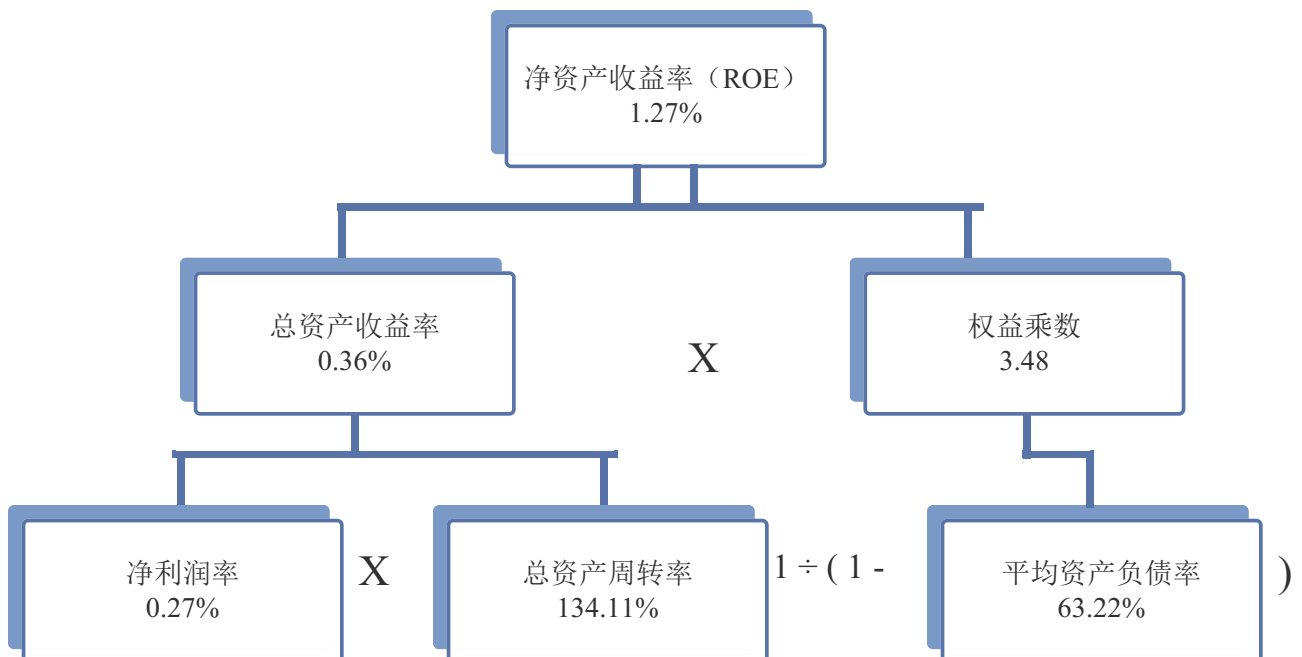 净资产收益率（ROE）
1.27%
总资产收益率
0.36%
X
权益乘数
3.48
净利润率
0.27%
X
总资产周转率
134.11%
1 ÷ ( 1 -
平均资产负债率
63.22%
)